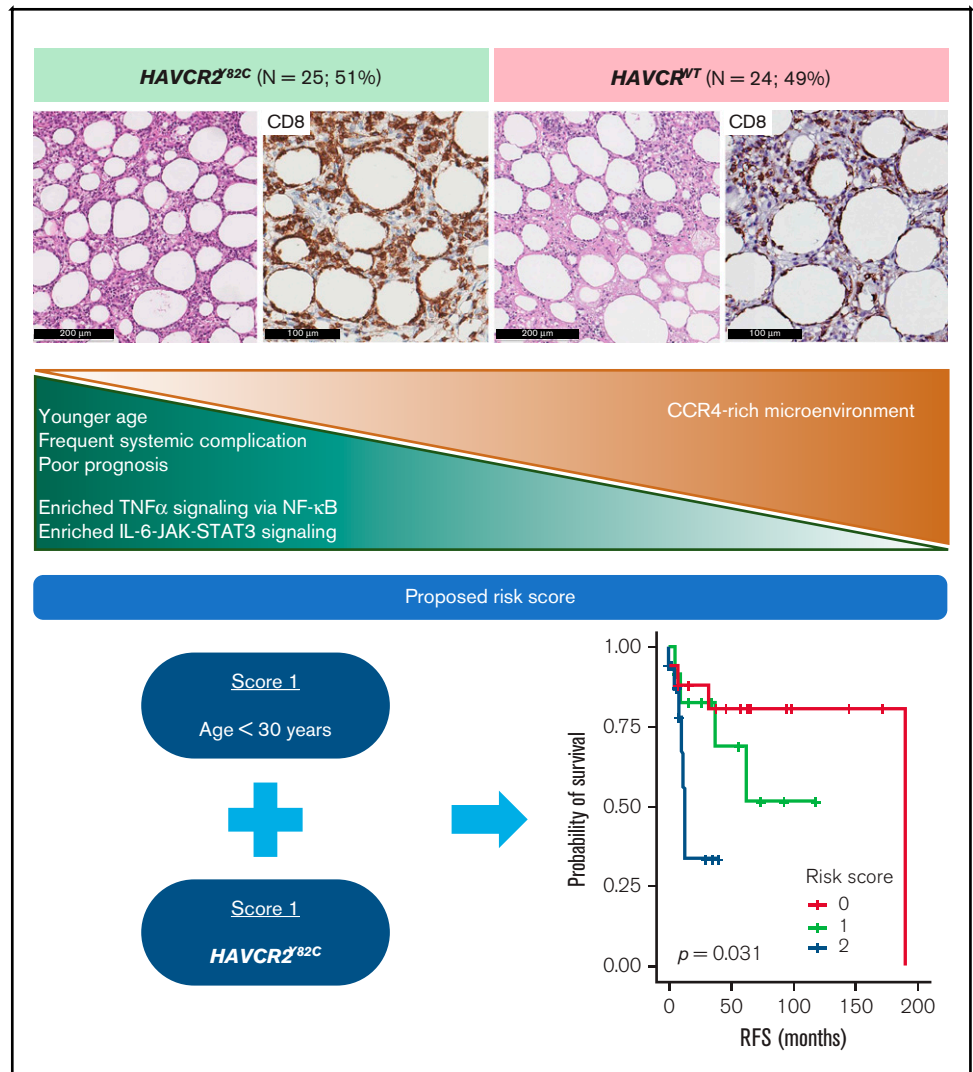 HAVCR2Y82C (N = 25; 51%)
HAVCRWT (N = 24; 49%)
CD8
CD8
200 µm
100 µm
200 µm
100 µm
Younger age
Frequent systemic complication
Poor prognosis
CCR4-rich microenvironment
Enriched TNFα signaling via NF-κB
Enriched IL-6-JAK-STAT3 signaling
Proposed risk score
Score 1
Age < 30 years
Score 1
HAVCR2Y82C
Probability of survival
1.00
0.75
0.50
0.25
0.00
Risk score
0
1
2
p = 0.031
0 50 100 150 200
RFS (months)